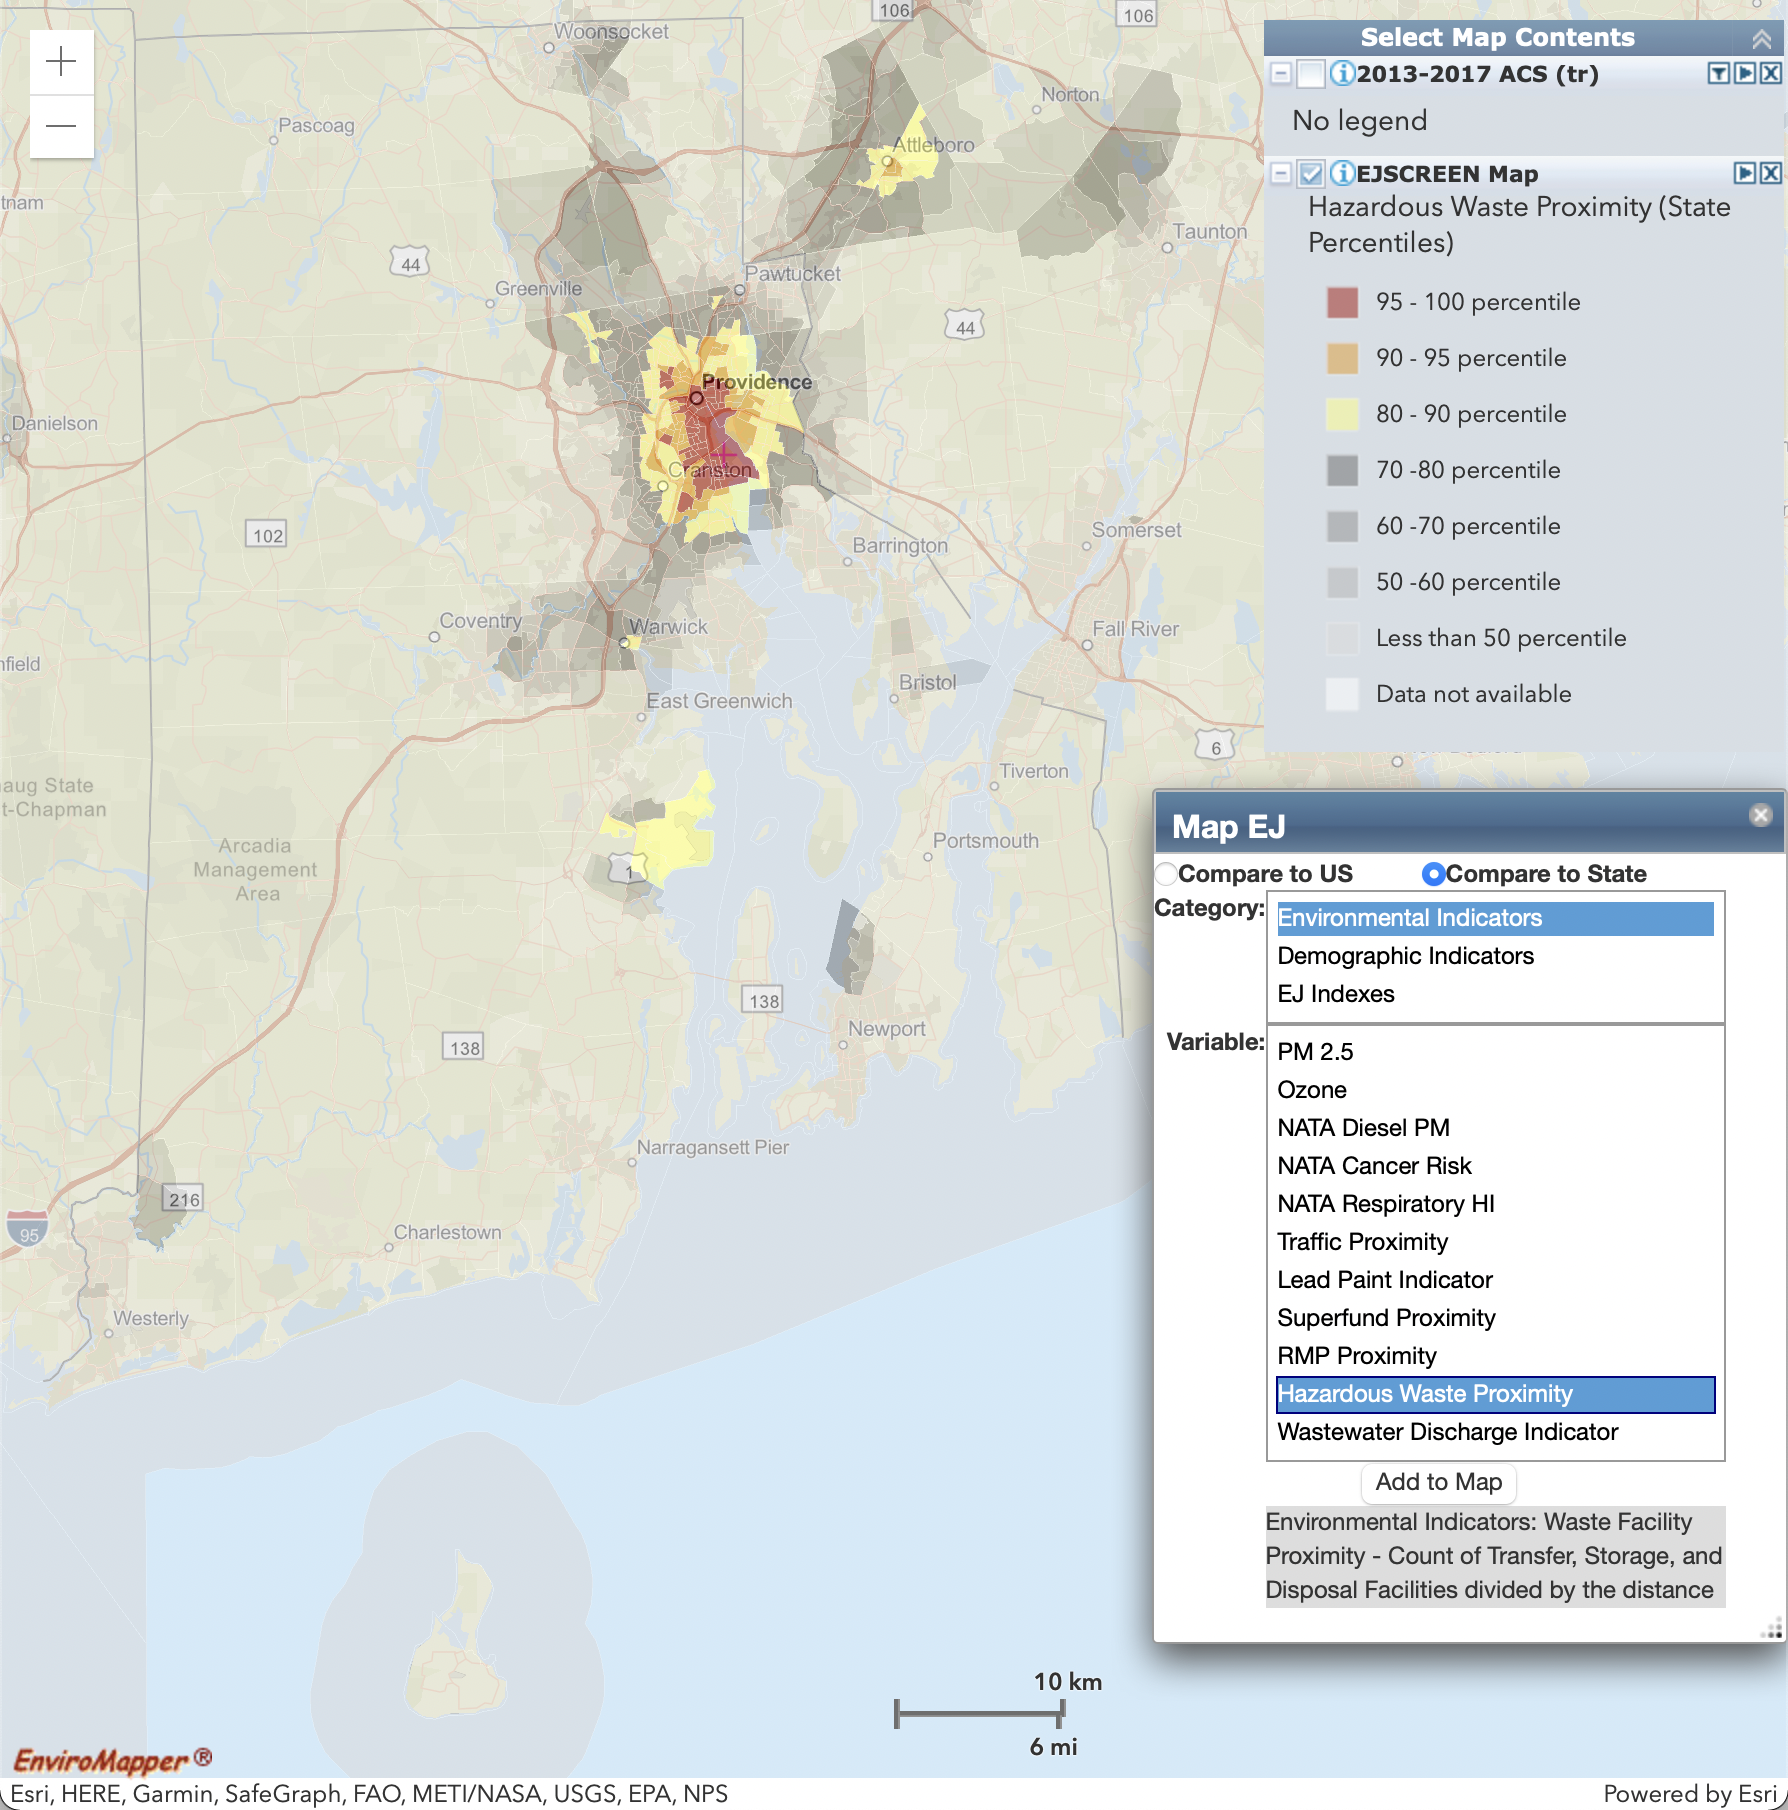 106
106
Woonsocket
Norton
Pascoag
Attleboro
tnam
44
Taunton
Greenville
Pawtucket
44
Providence
Danielson
Cranston
102
Barrington
Somerset
Coventry
Warwick
Fall River
nfield
Bristol
East Greenwich
6
Tiverton
aug State
t-Chapman
Arcadia
Management
Area
Portsmouth
1
138
Newport
138
Narragansett Pier
216
95
Charlestown
Westerly
Select Map Contents
2013-2017 ACS (tr)
No legend
EJSCREEN Map
Hazardous Waste Proximity (State
Percentiles)
95 - 100 percentile
90 - 95 percentile
80 - 90 percentile
70 -80 percentile
60 -70 percentile
50 -60 percentile
Less than 50 percentile
Data not available
Map EJ
Compare to US
Compare to State
Category:
Environmental Indicators
Demographic Indicators
EJ Indexes
Variable:
PM 2.5
Ozone
NATA Diesel PM
NATA Cancer Risk
NATA Respiratory HI
Traffic Proximity
Lead Paint Indicator
Superfund Proximity
RMP Proximity
Hazardous Waste Proximity
Wastewater Discharge Indicator
Add to Map
Environmental Indicators: Waste Facility
Proximity - Count of Transfer, Storage, and
Disposal Facilities divided by the distance
10 km
6 mi
EnviroMapper ®
Esri, HERE, Garmin, SafeGraph, FAO, METI/NASA, USGS, EPA, NPS
Powered by Esri